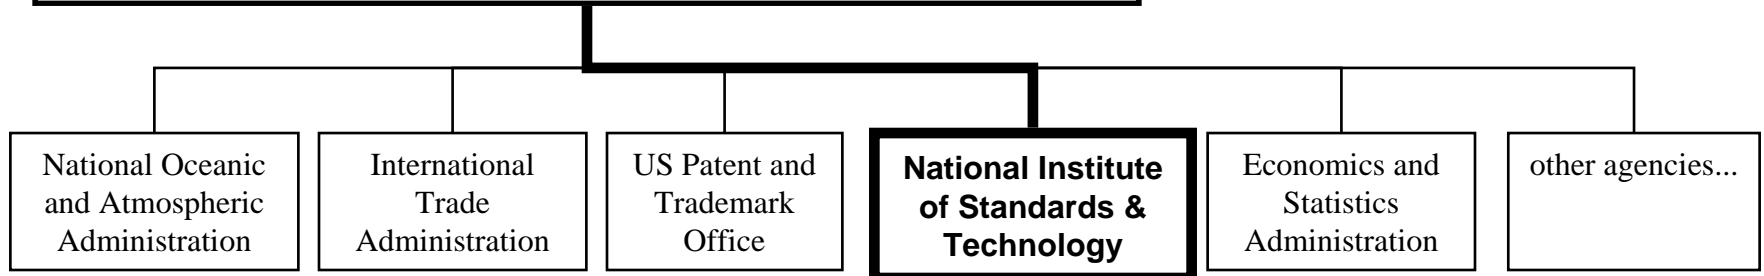 National Oceanic
and Atmospheric
Administration
International
Trade
Administration
US Patent and
Trademark
Office
National Institute
of Standards &
Technology
Economics and
Statistics
Administration
other agencies...